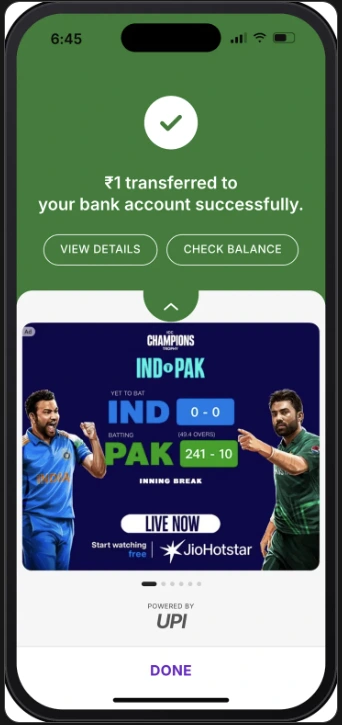 6:45
₹1 transferred to
your bank account successfully.
VIEW DETAILS CHECK BALANCE
Ad
CHAMPIONS
TROPHY
IND PAK
YET TO BAT
IND 0 - 0
BATTING (49.4 OVERS)
PAK 241 - 10
INNING BREAK
LIVE NOW
Start watching
free JioHotstar
POWERED BY
UPI
DONE